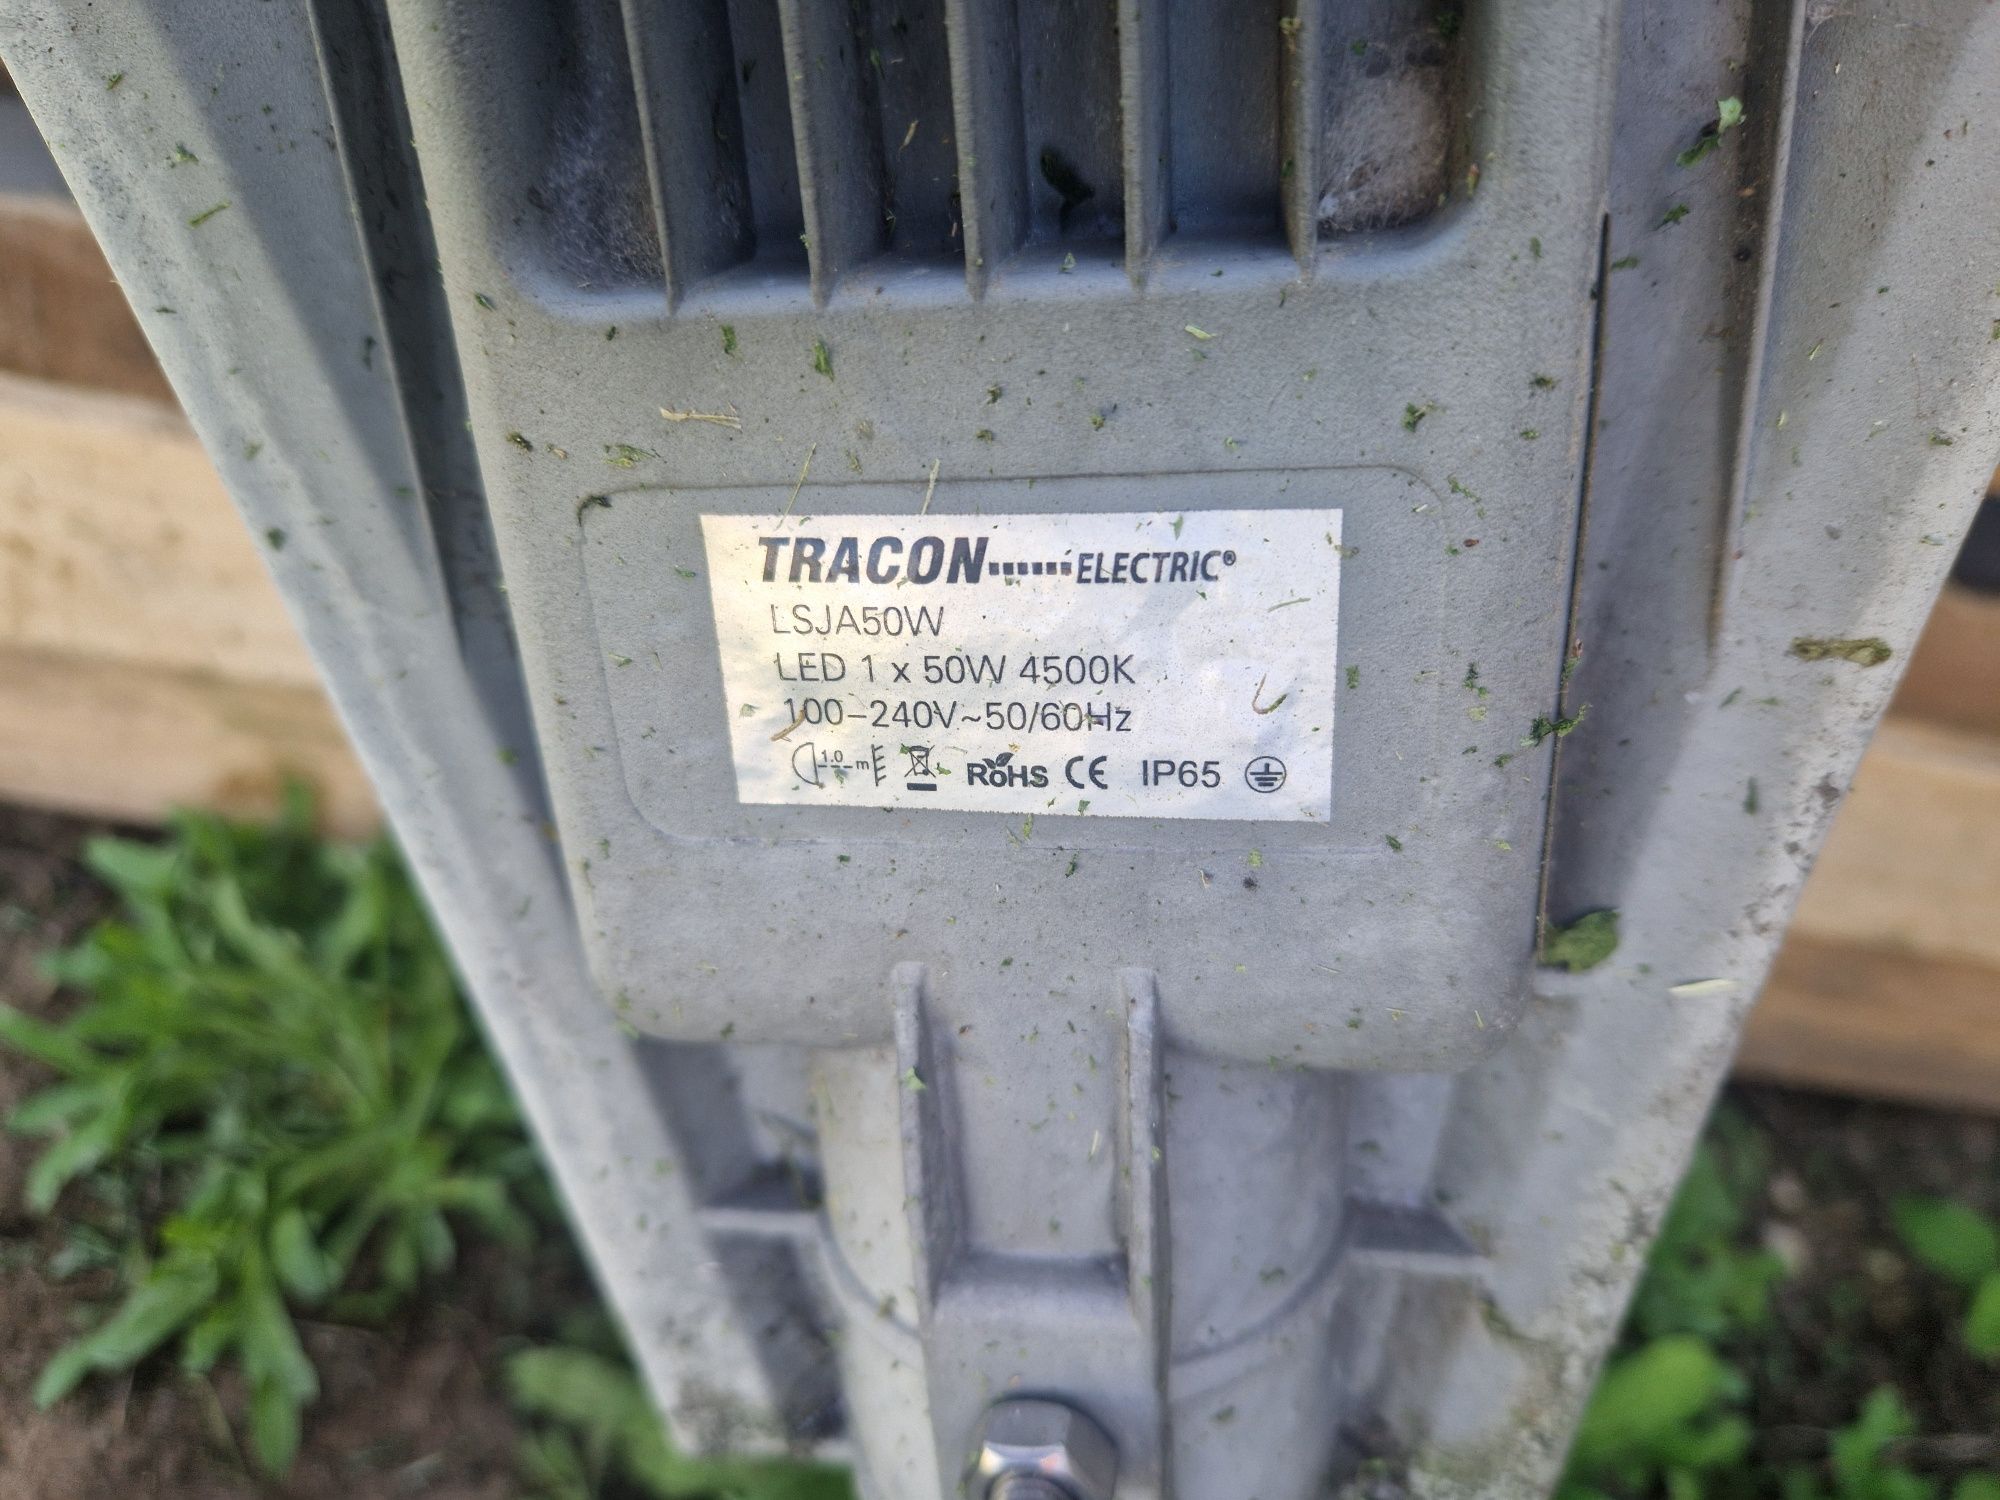 TRACON ELECTRIC®
LSJA50W
LED 1 x 50W 4500K
100-240V~50/60Hz
1.0 m RoHS CE IP65